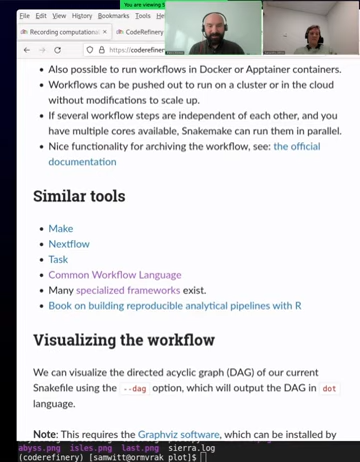 You are viewing S
File Edit View History Bookmarks Tools Help
Recording computational
CodeRefinery
https://coderefinery
• Also possible to run workflows in Docker or Apptainer containers.
• Workflows can be pushed out to run on a cluster or in the cloud
without modifications to scale up.
• If several workflow steps are independent of each other, and you
have multiple cores available, Snakemake can run them in parallel.
• Nice functionality for archiving the workflow, see: the official
documentation
Similar tools
• Make
• Nextflow
• Task
• Common Workflow Language
• Many specialized frameworks exist.
• Book on building reproducible analytical pipelines with R
Visualizing the workflow
We can visualize the directed acyclic graph (DAG) of our current
Snakefile using the --dag option, which will output the DAG in dot
language.
Note: This requires the Graphviz software, which can be installed by
abyss.png isles.png last.png sierra.log
(coderefinery) [samwitt@ormvrak plot]$